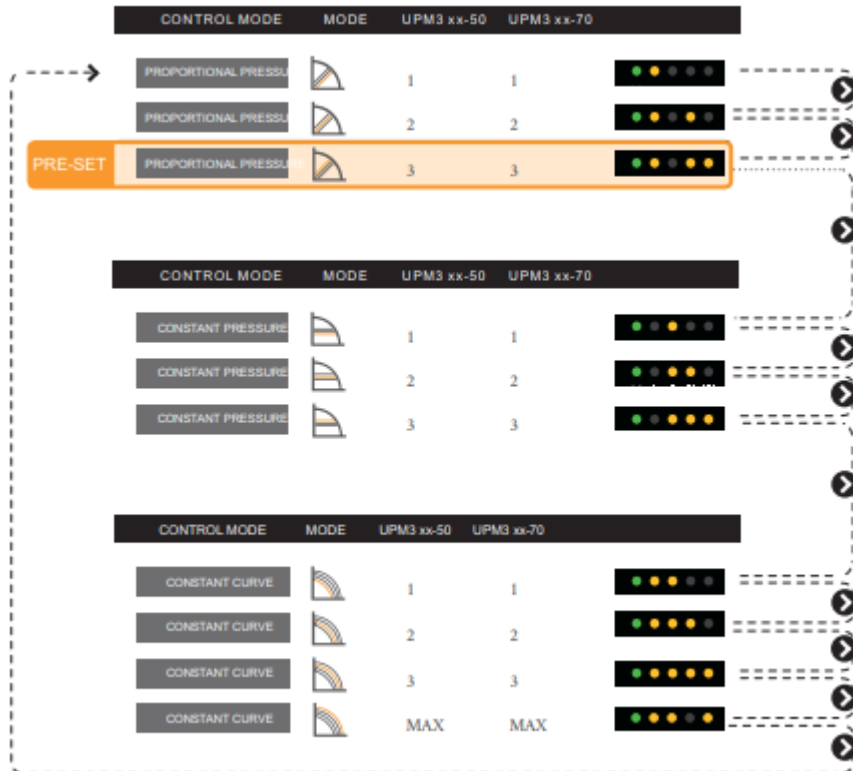 CONTROL MODE MODE UPM3 xx-50 UPM3 xx-70
PROPORTIONAL PRESSU 1 1
PROPORTIONAL PRESSU 2 2
PRE-SET PROPORTIONAL PRESSURE 3 3
CONTROL MODE MODE UPM3 xx-50 UPM3 xx-70
CONSTANT PRESSURE 1 1
CONSTANT PRESSURE 2 2
CONSTANT PRESSURE 3 3
CONTROL MODE MODE UPM3 xx-50 UPM3 xx-70
CONSTANT CURVE 1 1
CONSTANT CURVE 2 2
CONSTANT CURVE 3 3
CONSTANT CURVE MAX MAX